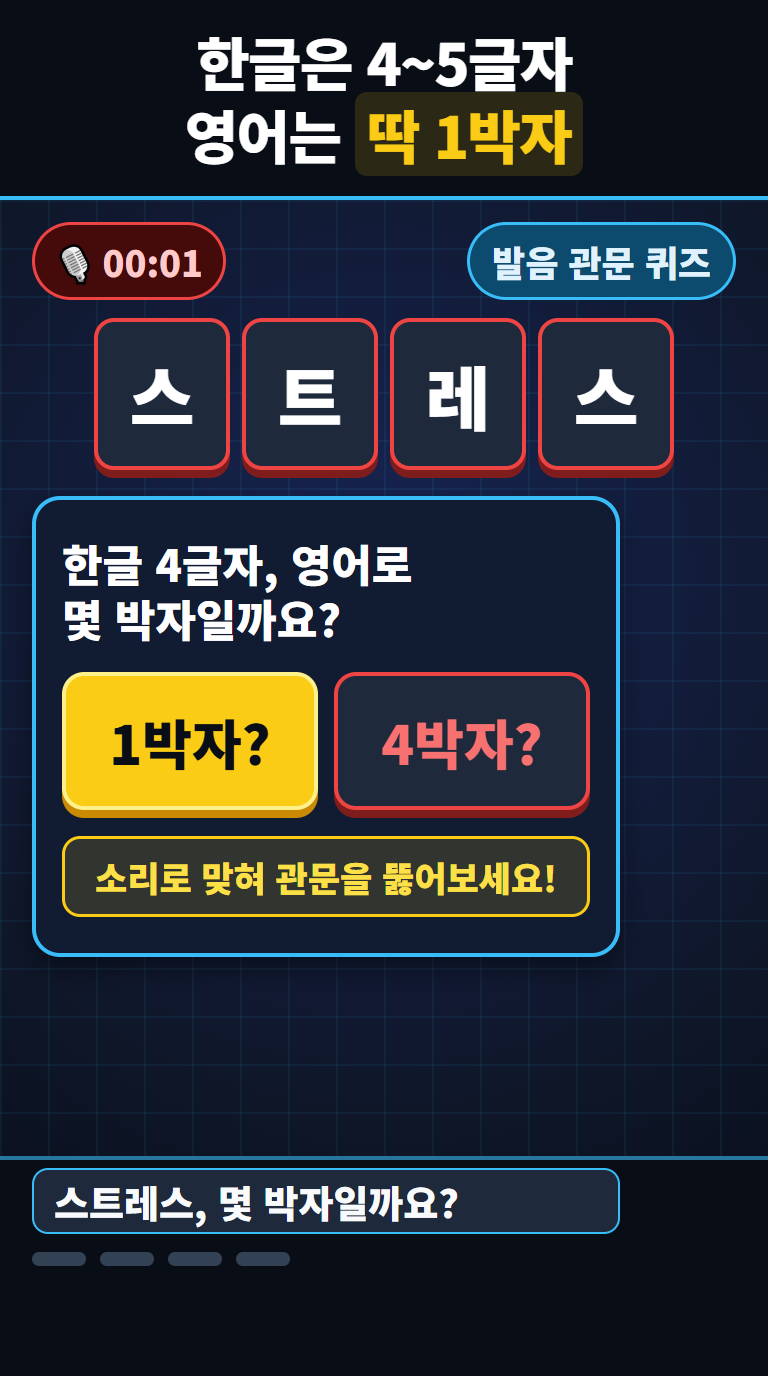 한글은 4~5글자
영어는 딱 1박자
00:01
발음 관문 퀴즈
스 트 레 스
한글 4글자, 영어로
몇 박자일까요?
1박자?
4박자?
소리로 맞혀 관문을 뚫어보세요!
스트레스, 몇 박자일까요?